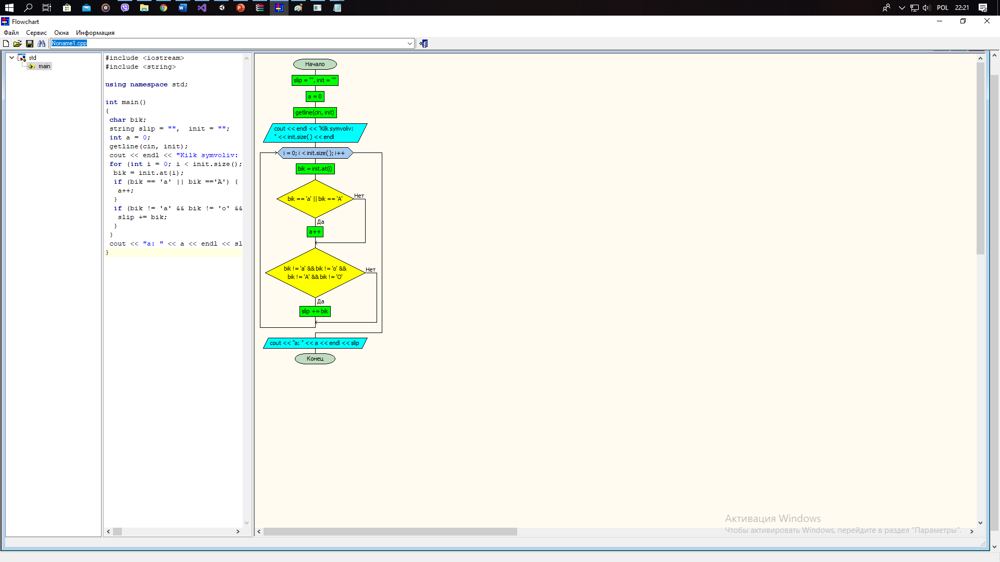 POL
22:21
Flowchart
Файл Сервис Окна Информация
Noname1.cpp
std
main
#include <iostream>
#include <string>
using namespace std;
int main()
{
char bik;
string slip = "",  init = "";
int a = 0;
getline(cin, init);
cout << endl << "Kilk symvoliv:
for (int i = 0; i < init.size();
bik = init.at(i);
if (bik == 'a' || bik =='A') {
a++;
}
if (bik != 'a' && bik != 'o' &&
slip += bik;
}
}
cout << "a: " << a << endl << sl
}
Начало
slip = "", init = ""
a = 0
getline(cin, init)
cout << endl << "Kilk symvoliv:
" << init.size() << endl
i = 0; i < init.size(); i++
bik = init.at(i)
bik == 'a' || bik == 'A'
Нет
Да
a++
bik != 'a' && bik != 'o' &&
bik != 'A' && bik != 'O'
Нет
Да
slip += bik
cout << "a: " << a << endl << slip
Конец
Активация Windows
Чтобы активировать Windows, перейдите в раздел "Параметры".